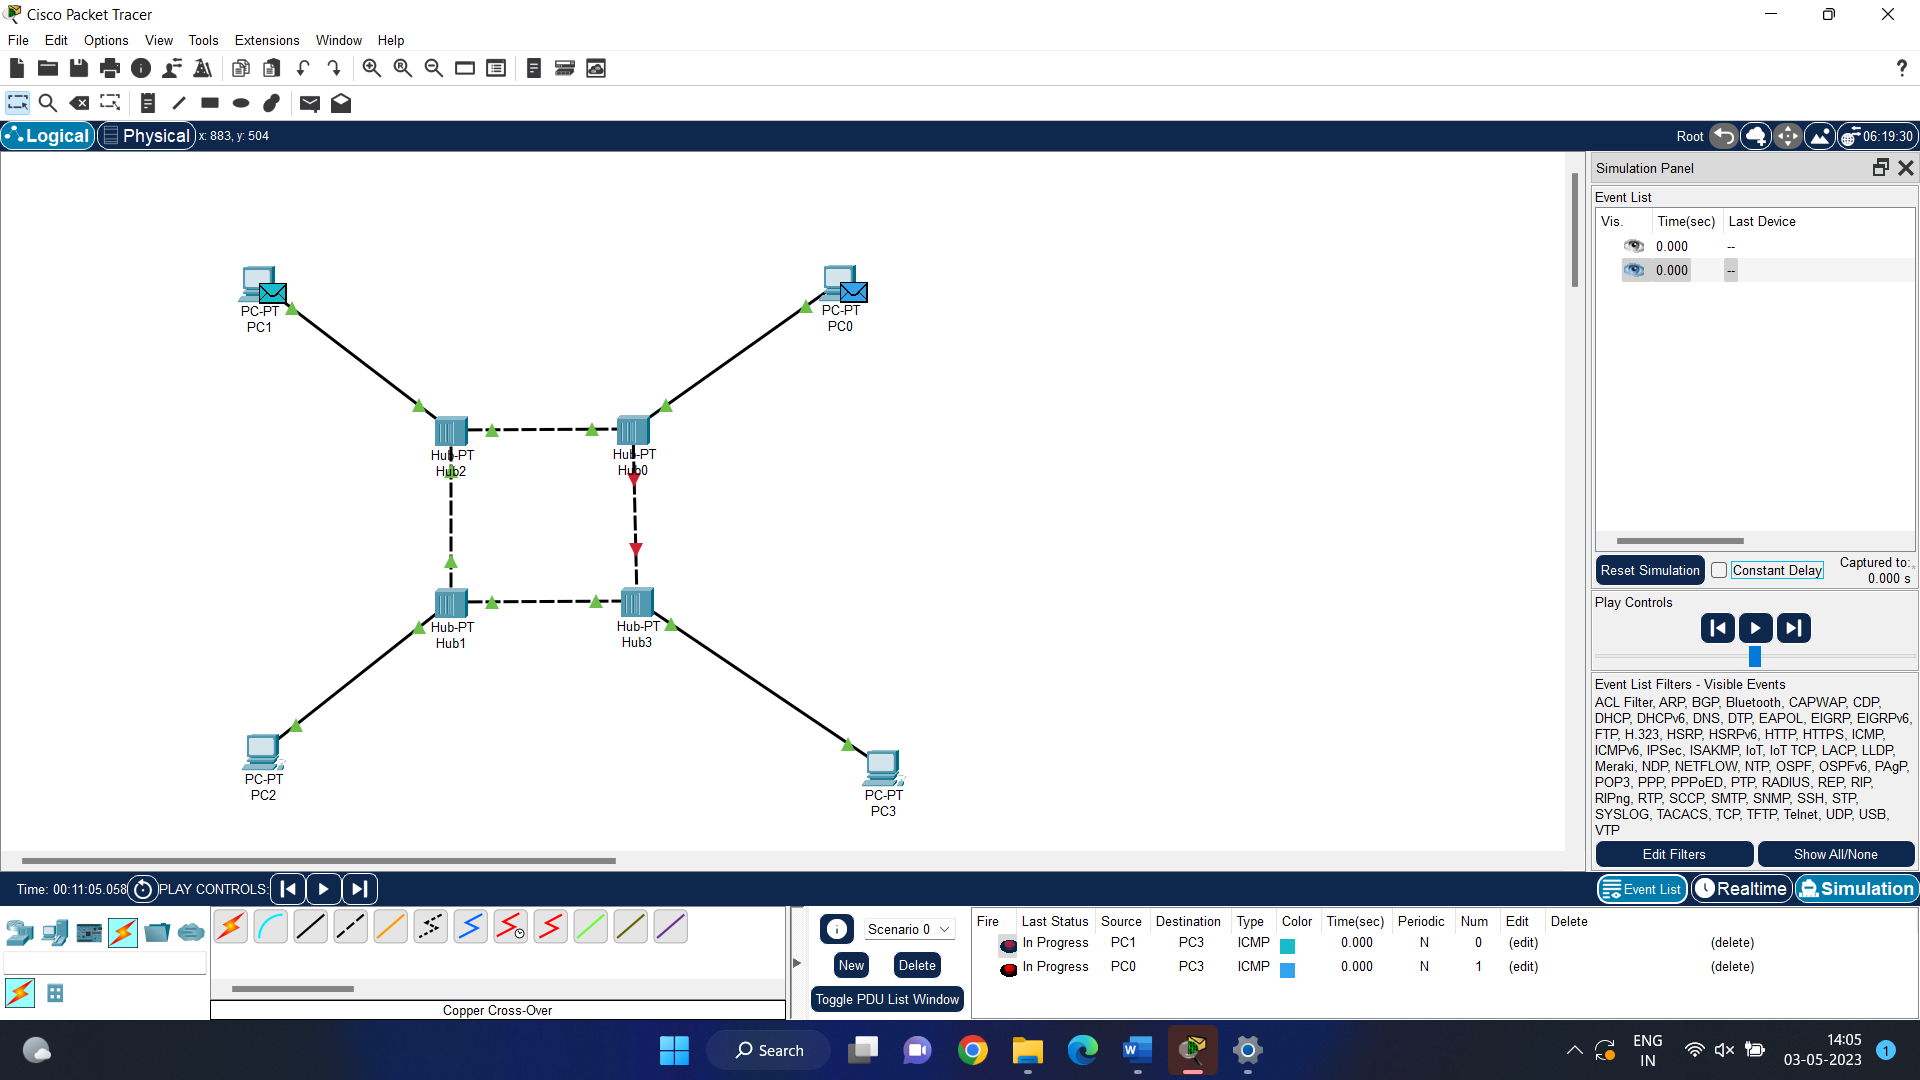 Cisco Packet Tracer
File Edit Options View Tools Extensions Window Help
?
Logical Physical x: 883, y: 504 Root 06:19:30
Simulation Panel
Event List
Vis. Time(sec) Last Device
0.000 --
0.000 --
PC-PT
PC1
PC-PT
PC0
Hub-PT
Hub2
Hub-PT
Hub0
Hub-PT
Hub1
Hub-PT
Hub3
PC-PT
PC2
PC-PT
PC3
Reset Simulation Constant Delay Captured to:
0.000 s
Play Controls
Event List Filters - Visible Events
ACL Filter, ARP, BGP, Bluetooth, CAPWAP, CDP,
DHCP, DHCPv6, DNS, DTP, EAPOL, EIGRP, EIGRPv6,
FTP, H.323, HSRP, HSRPv6, HTTP, HTTPS, ICMP,
ICMPv6, IPSec, ISAKMP, IoT, IoT TCP, LACP, LLDP,
Meraki, NDP, NETFLOW, NTP, OSPF, OSPFv6, PAgP,
POP3, PPP, PPPoED, PTP, RADIUS, REP, RIP,
RIPng, RTP, SCCP, SMTP, SNMP, SSH, STP,
SYSLOG, TACACS, TCP, TFTP, Telnet, UDP, USB,
VTP
Edit Filters Show All/None
Time: 00:11:05.058 PLAY CONTROLS: Event List Realtime Simulation
Scenario 0
New Delete
Toggle PDU List Window
Fire Last Status Source Destination Type Color Time(sec) Periodic Num Edit Delete
In Progress PC1 PC3 ICMP 0.000 N 0 (edit) (delete)
In Progress PC0 PC3 ICMP 0.000 N 1 (edit) (delete)
Copper Cross-Over
Search
ENG
IN
14:05
03-05-2023
1